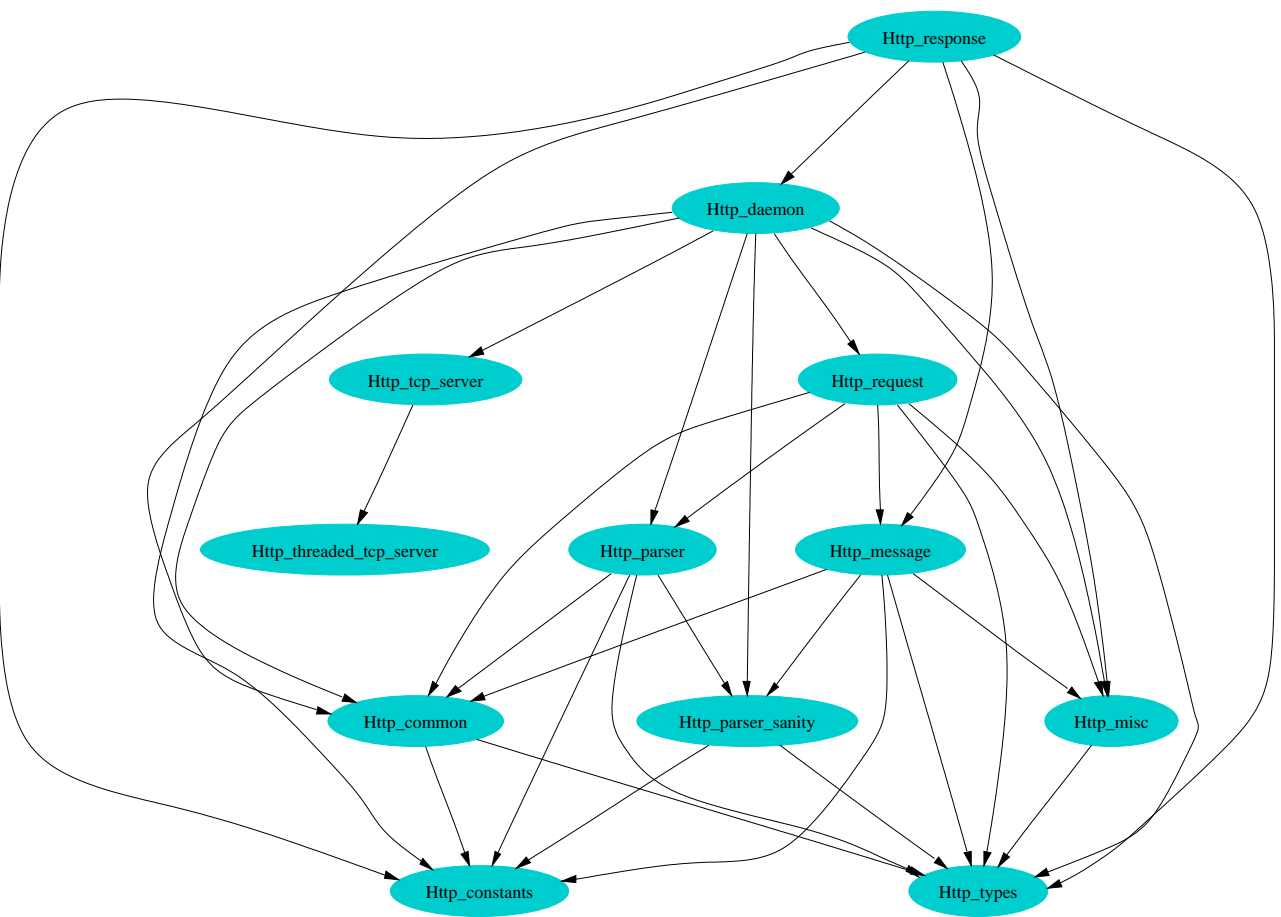 Http_response
Http_daemon
Http_tcp_server
Http_request
Http_threaded_tcp_server
Http_parser
Http_message
Http_common
Http_parser_sanity
Http_misc
Http_constants
Http_types